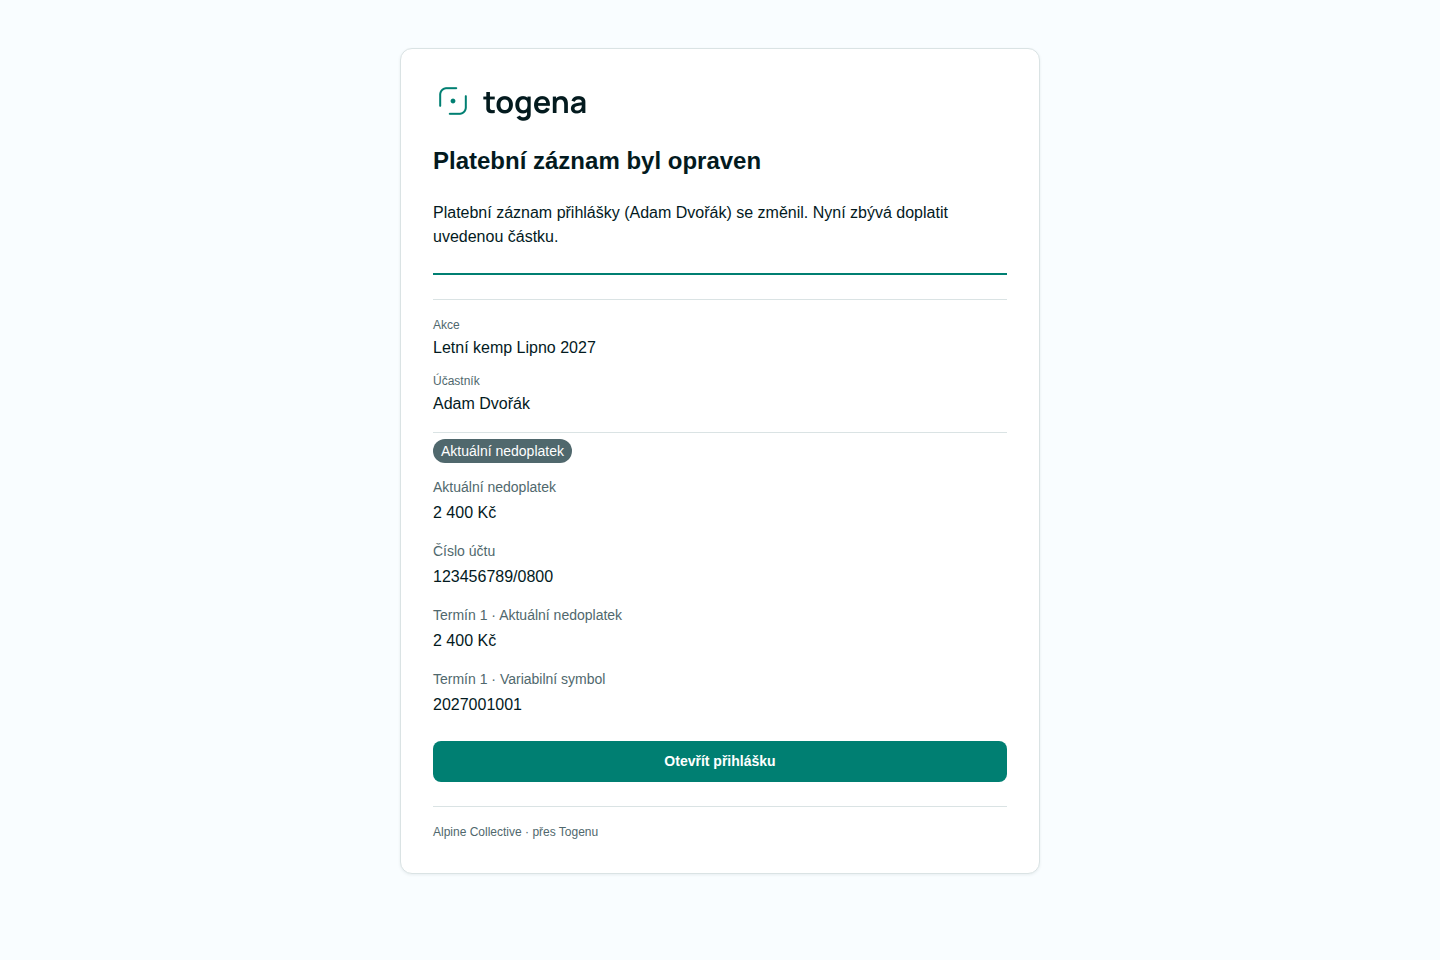 togena
Platební záznam byl opraven
Platební záznam přihlášky (Adam Dvořák) se změnil. Nyní zbývá doplatit
uvedenou částku.
Akce
Letní kemp Lipno 2027
Účastník
Adam Dvořák
Aktuální nedoplatek
Aktuální nedoplatek
2 400 Kč
Číslo účtu
123456789/0800
Termín 1 · Aktuální nedoplatek
2 400 Kč
Termín 1 · Variabilní symbol
2027001001
Otevřít přihlášku
Alpine Collective · přes Togenu